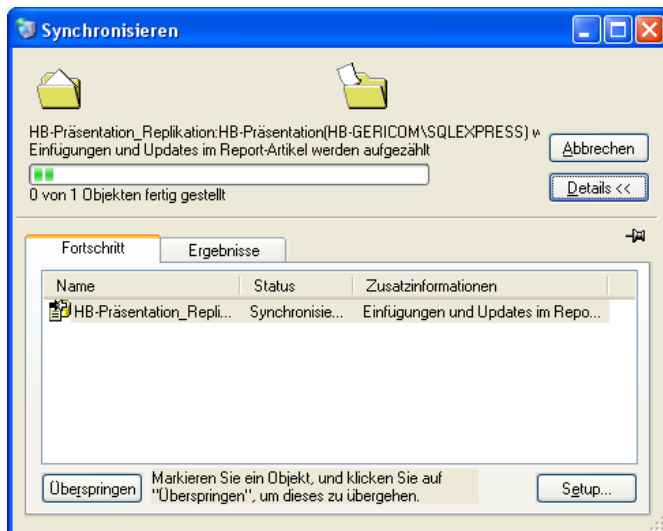 Synchronisieren
HB-Präsentation_Replikation:HB-Präsentation(HB-GERICOM\SQLEXPRESS) w
Einfügungen und Updates im Report-Artikel werden aufgezählt
Abbrechen
0 von 1 Objekten fertig gestellt
Details <<
Fortschritt Ergebnisse
Name Status Zusatzinformationen
HB-Präsentation_Repli... Synchronisie... Einfügungen und Updates im Repo...
Überspringen
Markieren Sie ein Objekt, und klicken Sie auf
"Überspringen", um dieses zu übergehen.
Setup...